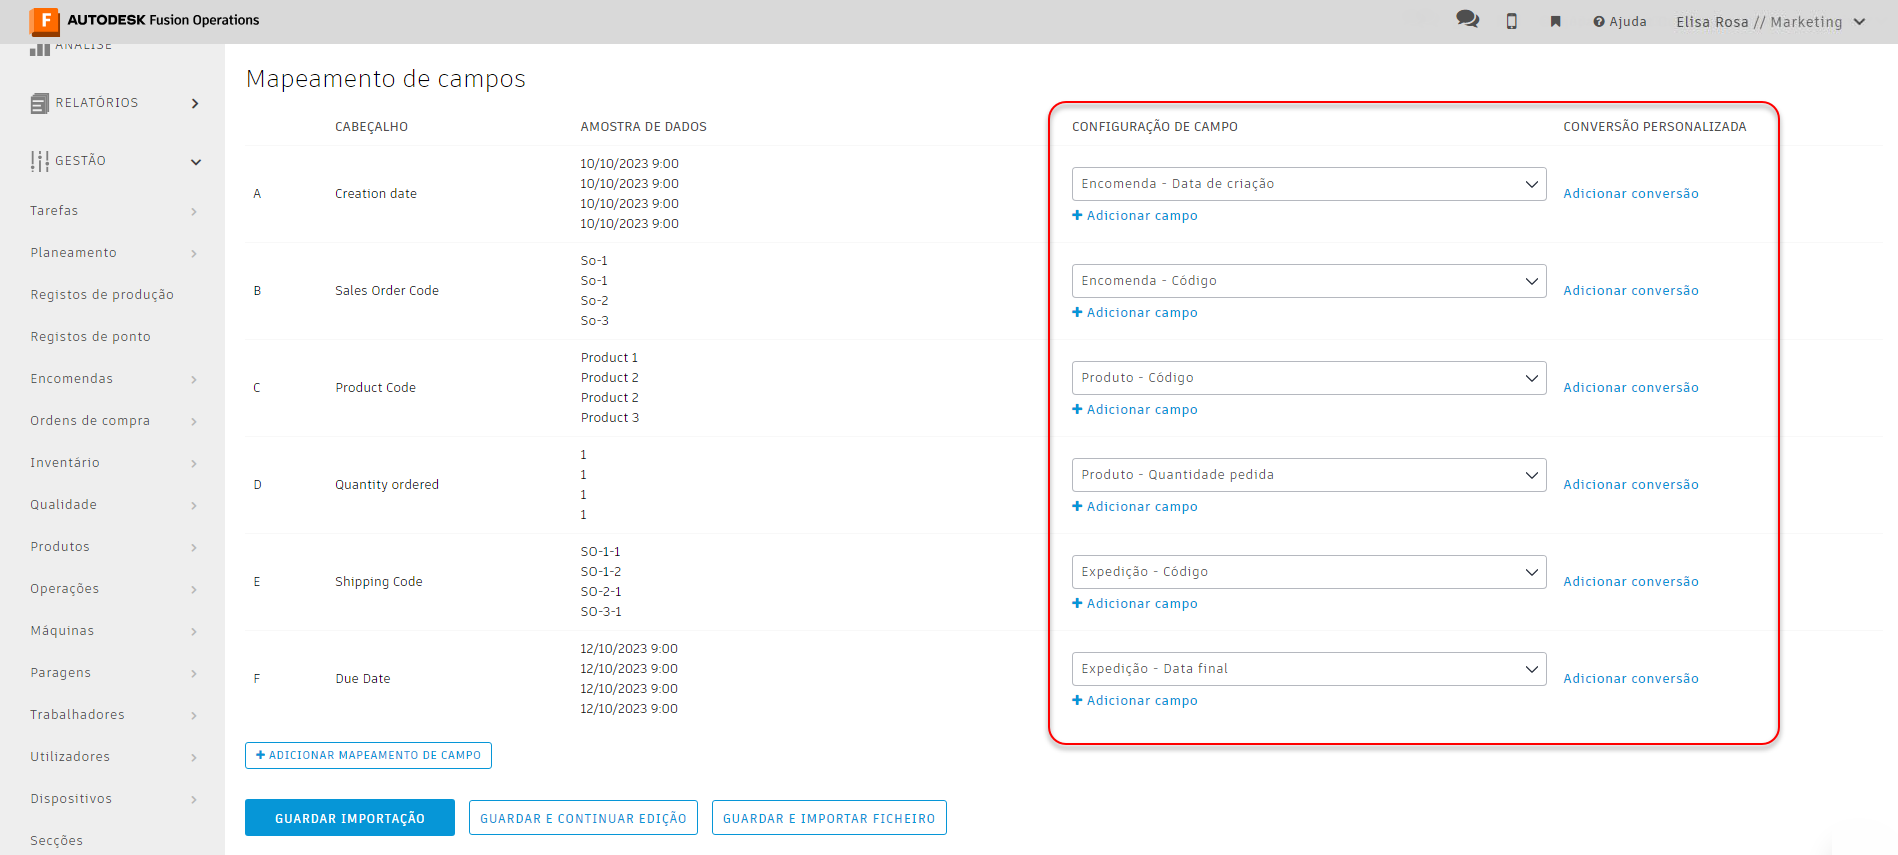 F AUTODESK Fusion Operations
Ajuda
Elisa Rosa // Marketing
ANÁLISE
RELATÓRIOS
GESTÃO
Tarefas
Planeamento
Registos de produção
Registos de ponto
Encomendas
Ordens de compra
Inventário
Qualidade
Produtos
Operações
Máquinas
Paragens
Trabalhadores
Utilizadores
Dispositivos
Secções
Mapeamento de campos
CABEÇALHO AMOSTRA DE DADOS CONFIGURAÇÃO DE CAMPO CONVERSÃO PERSONALIZADA
A Creation date
10/10/2023 9:00
10/10/2023 9:00
10/10/2023 9:00
10/10/2023 9:00
Encomenda - Data de criação
+ Adicionar campo
Adicionar conversão
B Sales Order Code
So-1
So-1
So-2
So-3
Encomenda - Código
+ Adicionar campo
Adicionar conversão
C Product Code
Product 1
Product 2
Product 2
Product 3
Produto - Código
+ Adicionar campo
Adicionar conversão
D Quantity ordered
1
1
1
1
Produto - Quantidade pedida
+ Adicionar campo
Adicionar conversão
E Shipping Code
SO-1-1
SO-1-2
SO-2-1
SO-3-1
Expedição - Código
+ Adicionar campo
Adicionar conversão
F Due Date
12/10/2023 9:00
12/10/2023 9:00
12/10/2023 9:00
12/10/2023 9:00
Expedição - Data final
+ Adicionar campo
Adicionar conversão
+ ADICIONAR MAPEAMENTO DE CAMPO
GUARDAR IMPORTAÇÃO
GUARDAR E CONTINUAR EDIÇÃO
GUARDAR E IMPORTAR FICHEIRO